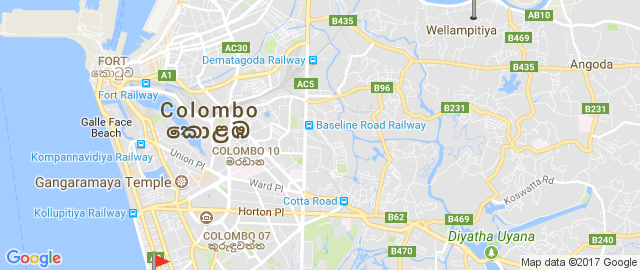 B435
AB10
Wellampitiya
AC30
FORT
කොටුව
Dematagoda Railway
B469
B435
Angoda
A1
AC5
Fort Railway
B96
Colombo
කොළඹ
B231
B231
Galle Face
Beach
Baseline Road Railway
Kompannavidiya Railway
COLOMBO 10
මරදාන
Union Pl
Gangaramaya Temple
Ward Pl
Koswatta Rd
Cotta Road
Kollupitiya Railway
Horton Pl
B62
B469
COLOMBO 07
කුරුඳුවත්ත
Diyatha Uyana
B240
B470
Google
Map data ©2017 Google